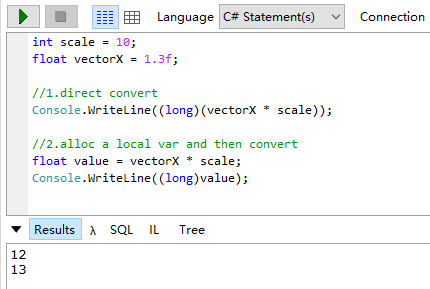 Language C# Statement(s) Connection
int scale = 10;
float vectorX = 1.3f;
//1.direct convert
Console.WriteLine((long)(vectorX * scale));
//2.alloc a local var and then convert
float value = vectorX * scale;
Console.WriteLine((long)value);
Results λ SQL IL Tree
12
13